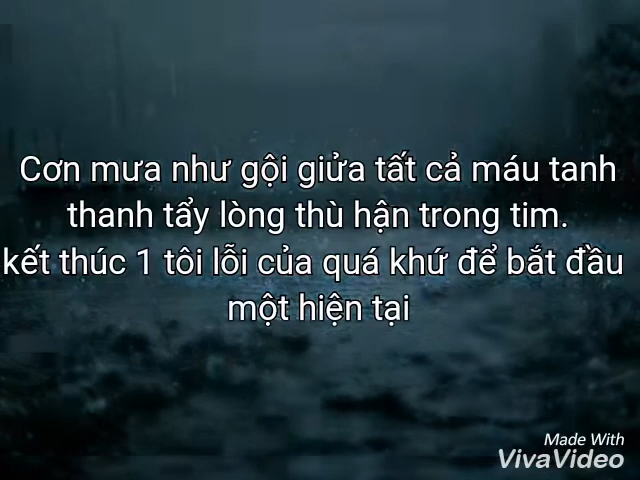 Cơn mưa như gội giửa tất cả máu tanh
thanh tẩy lòng thù hận trong tim.
kết thúc 1 tôi lỗi của quá khứ để bắt đầu
một hiện tại
Made With
VivaVideo